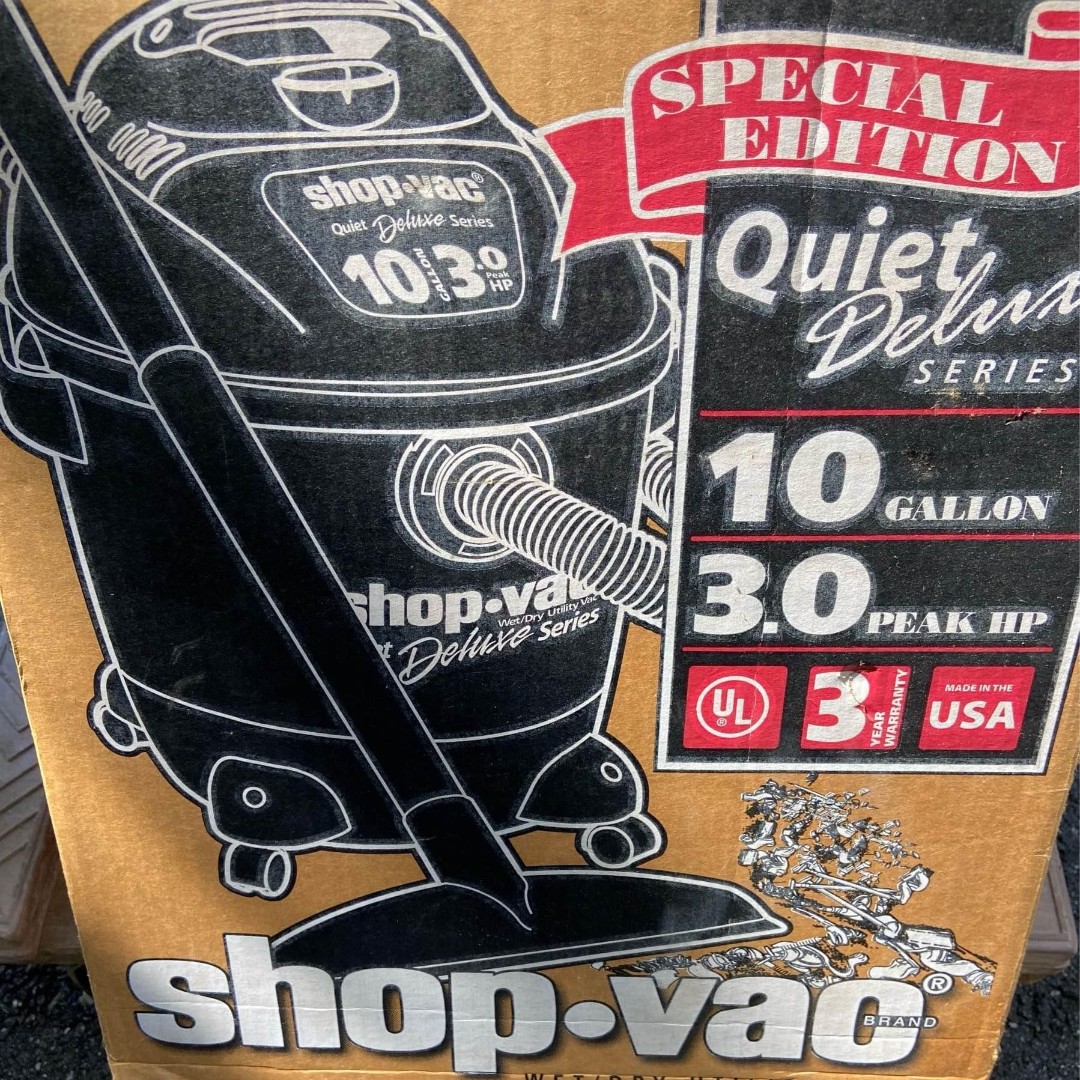 SPECIAL
EDITION
Quiet
Deluxe
SERIES
10 GALLON
3.0 PEAK HP
UL ®
3 YEAR WARRANTY
MADE IN THE
USA
shop•vac®
Quiet Deluxe Series
10 GALLON 3.0 Peak HP
shop•vac
Wet/Dry Utility Vac
Deluxe Series
shop•vac®
BRAND
WET/DRY